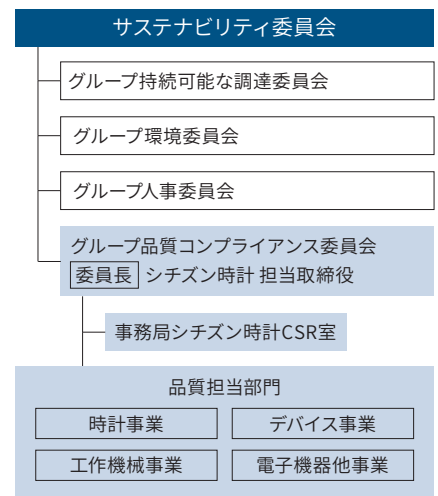 サステナビリティ委員会
グループ持続可能な調達委員会
グループ環境委員会
グループ人事委員会
グループ品質コンプライアンス委員会
委員長 シチズン時計 担当取締役
事務局シチズン時計CSR室
品質担当部門
時計事業
デバイス事業
工作機械事業
電子機器他事業